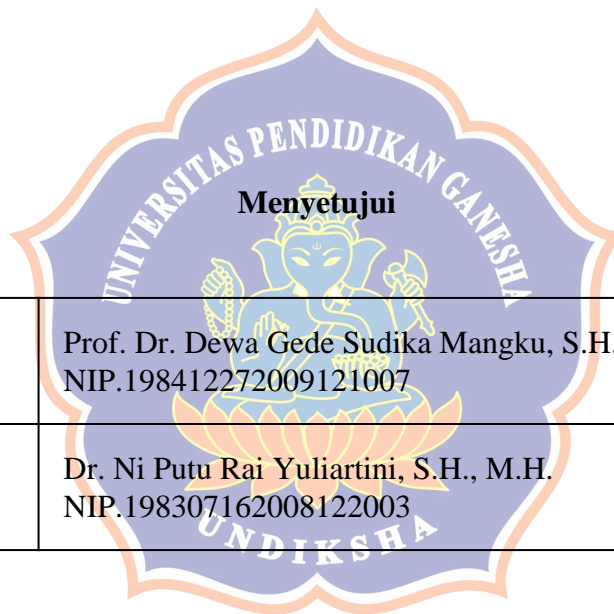 UNIVERSITAS PENDIDIKAN GANESHA
Menyetujui
Prof. Dr. Dewa Gede Sudika Mangku, S.H.
NIP.198412272009121007
Dr. Ni Putu Rai Yuliartini, S.H., M.H.
NIP.198307162008122003
UNDIKSHA